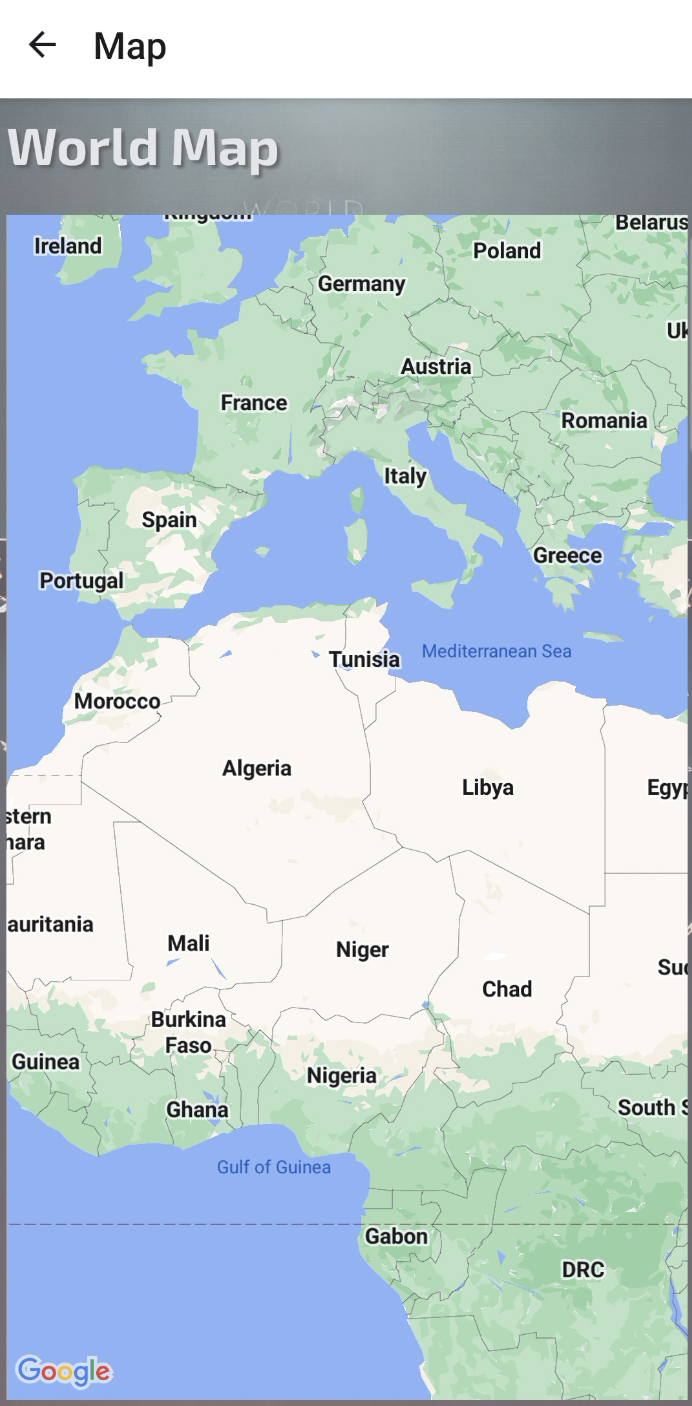 Map
World Map
WORLD
Kingdom
Belarus
Ireland
Poland
Germany
Uk
Austria
France
Romania
Italy
Spain
Greece
Portugal
Mediterranean Sea
Tunisia
Morocco
Algeria
Libya
Egyp
stern
hara
auritania
Mali
Niger
Sud
Chad
Burkina
Faso
Guinea
Nigeria
Ghana
South S
Gulf of Guinea
Gabon
DRC
Google